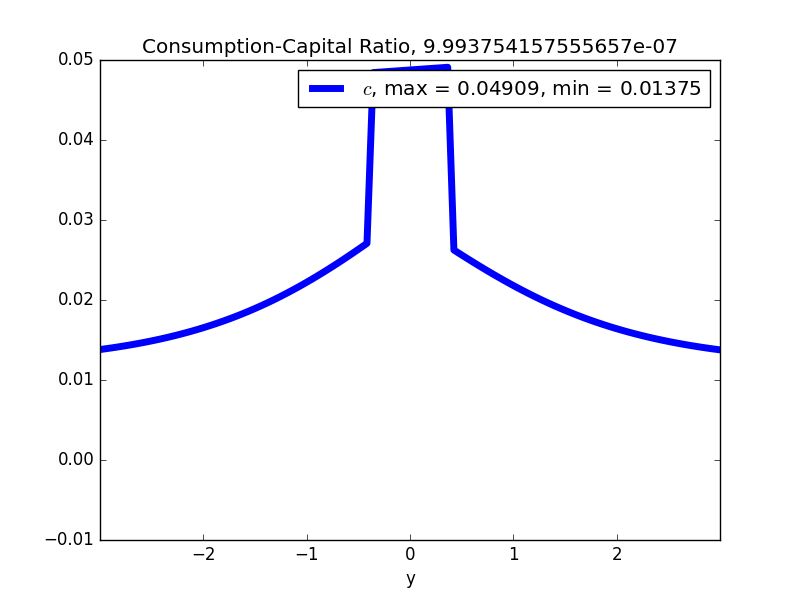 Consumption-Capital Ratio, 9.993754157555657e-07
0.05
c, max = 0.04909, min = 0.01375
0.04
0.03
0.02
0.01
0.00
−0.01
−2 −1 0 1 2
y